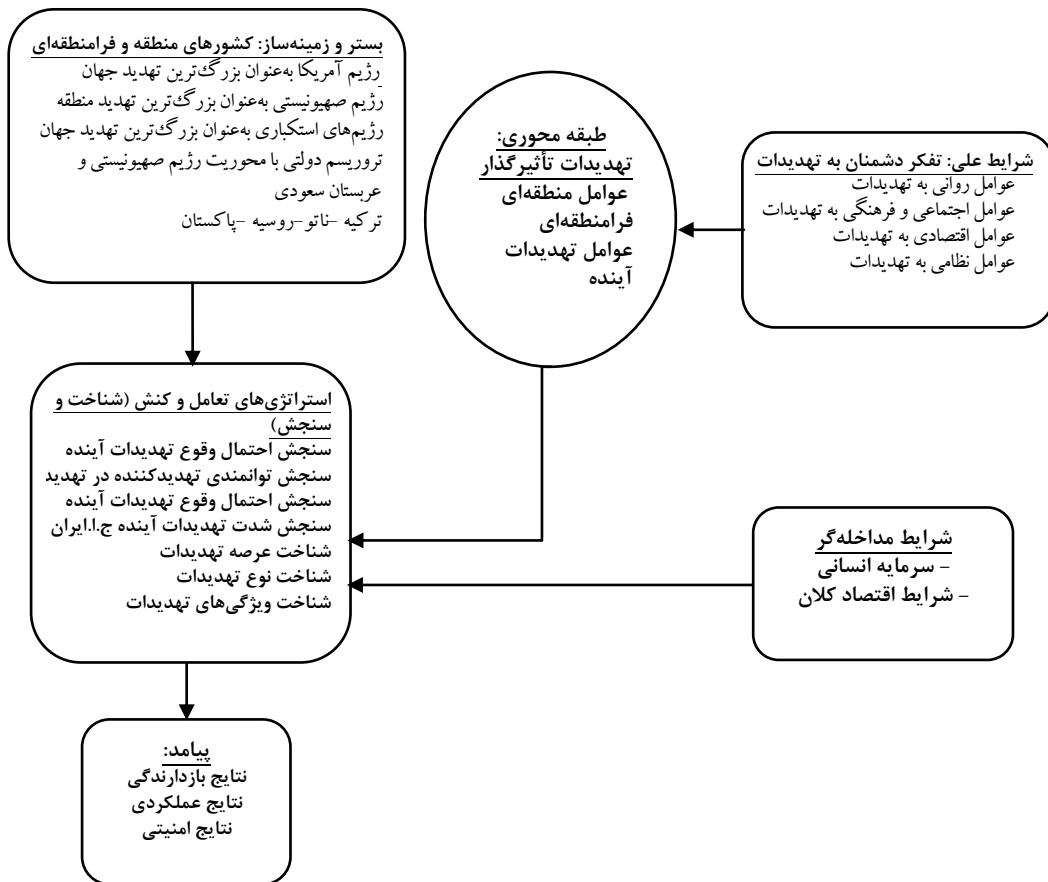 بستر و زمینه‌ساز: کشورهای منطقه و فرامنطقه‌ای
رژیم آمریکا به‌عنوان بزرگ‌ترین تهدید جهان
رژیم صهیونیستی به‌عنوان بزرگ‌ترین تهدید منطقه
رژیم‌های استکباری به‌عنوان بزرگ‌ترین تهدید جهان
تروریسم دولتی با محوریت رژیم صهیونیستی و
عربستان سعودی
ترکیه –ناتو–روسیه –پاکستان
طبقه محوری:
تهدیدات تأثیرگذار
عوامل منطقه‌ای
فرامنطقه‌ای
عوامل تهدیدات
آینده
شرایط علی: تفکر دشمنان به تهدیدات
عوامل روانی به تهدیدات
عوامل اجتماعی و فرهنگی به تهدیدات
عوامل اقتصادی به تهدیدات
عوامل نظامی به تهدیدات
استراتژی‌های تعامل و کنش (شناخت و
سنجش)
سنجش احتمال وقوع تهدیدات آینده
سنجش توانمندی تهدیدکننده در تهدید
سنجش احتمال وقوع تهدیدات آینده
سنجش شدت تهدیدات آینده ج.ا.ایران
شناخت عرصه تهدیدات
شناخت نوع تهدیدات
شناخت ویژگی‌های تهدیدات
شرایط مداخله‌گر
– سرمایه انسانی
– شرایط اقتصاد کلان
پیامد:
نتایج بازدارندگی
نتایج عملکردی
نتایج امنیتی